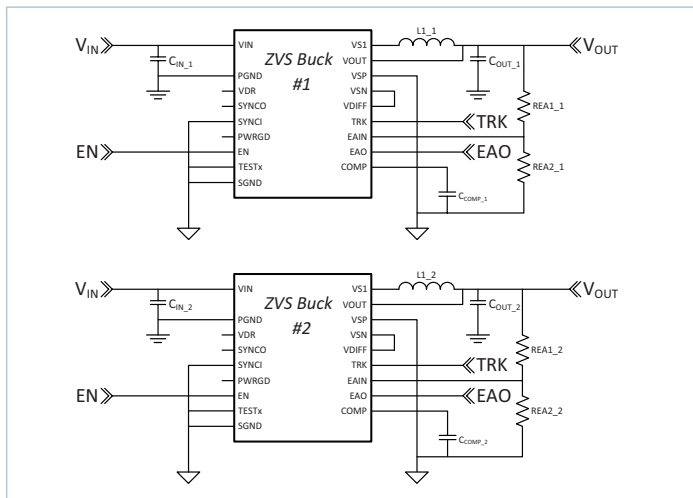 V_IN
C_IN_1
VIN
PGND
VDR
SYNCO
SYNCI
PWRGD
EN
TESTx
SGND
EN
ZVS Buck
#1
VS1
VOUT
VSP
VSN
VDIFF
TRK
EAIN
EAO
COMP
L1_1
C_OUT_1
V_OUT
REA1_1
TRK
EAO
REA2_1
C_COMP_1
V_IN
C_IN_2
VIN
PGND
VDR
SYNCO
SYNCI
PWRGD
EN
TESTx
SGND
EN
ZVS Buck
#2
VS1
VOUT
VSP
VSN
VDIFF
TRK
EAIN
EAO
COMP
L1_2
C_OUT_2
V_OUT
REA1_2
TRK
EAO
REA2_2
C_COMP_2